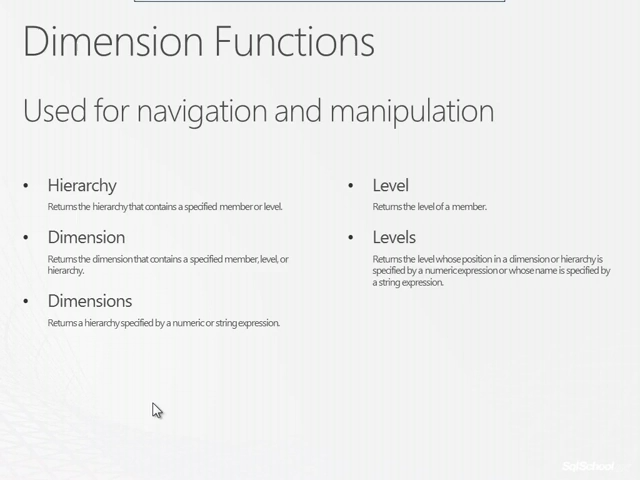 Dimension Functions
Used for navigation and manipulation
• Hierarchy
Returns the hierarchy that contains a specified member or level.
• Dimension
Returns the dimension that contains a specified member, level, or
hierarchy.
• Dimensions
Returns a hierarchy specified by a numeric or string expression.
• Level
Returns the level of a member.
• Levels
Returns the level whose position in a dimension or hierarchy is
specified by a numeric expression or whose name is specified by
a string expression.